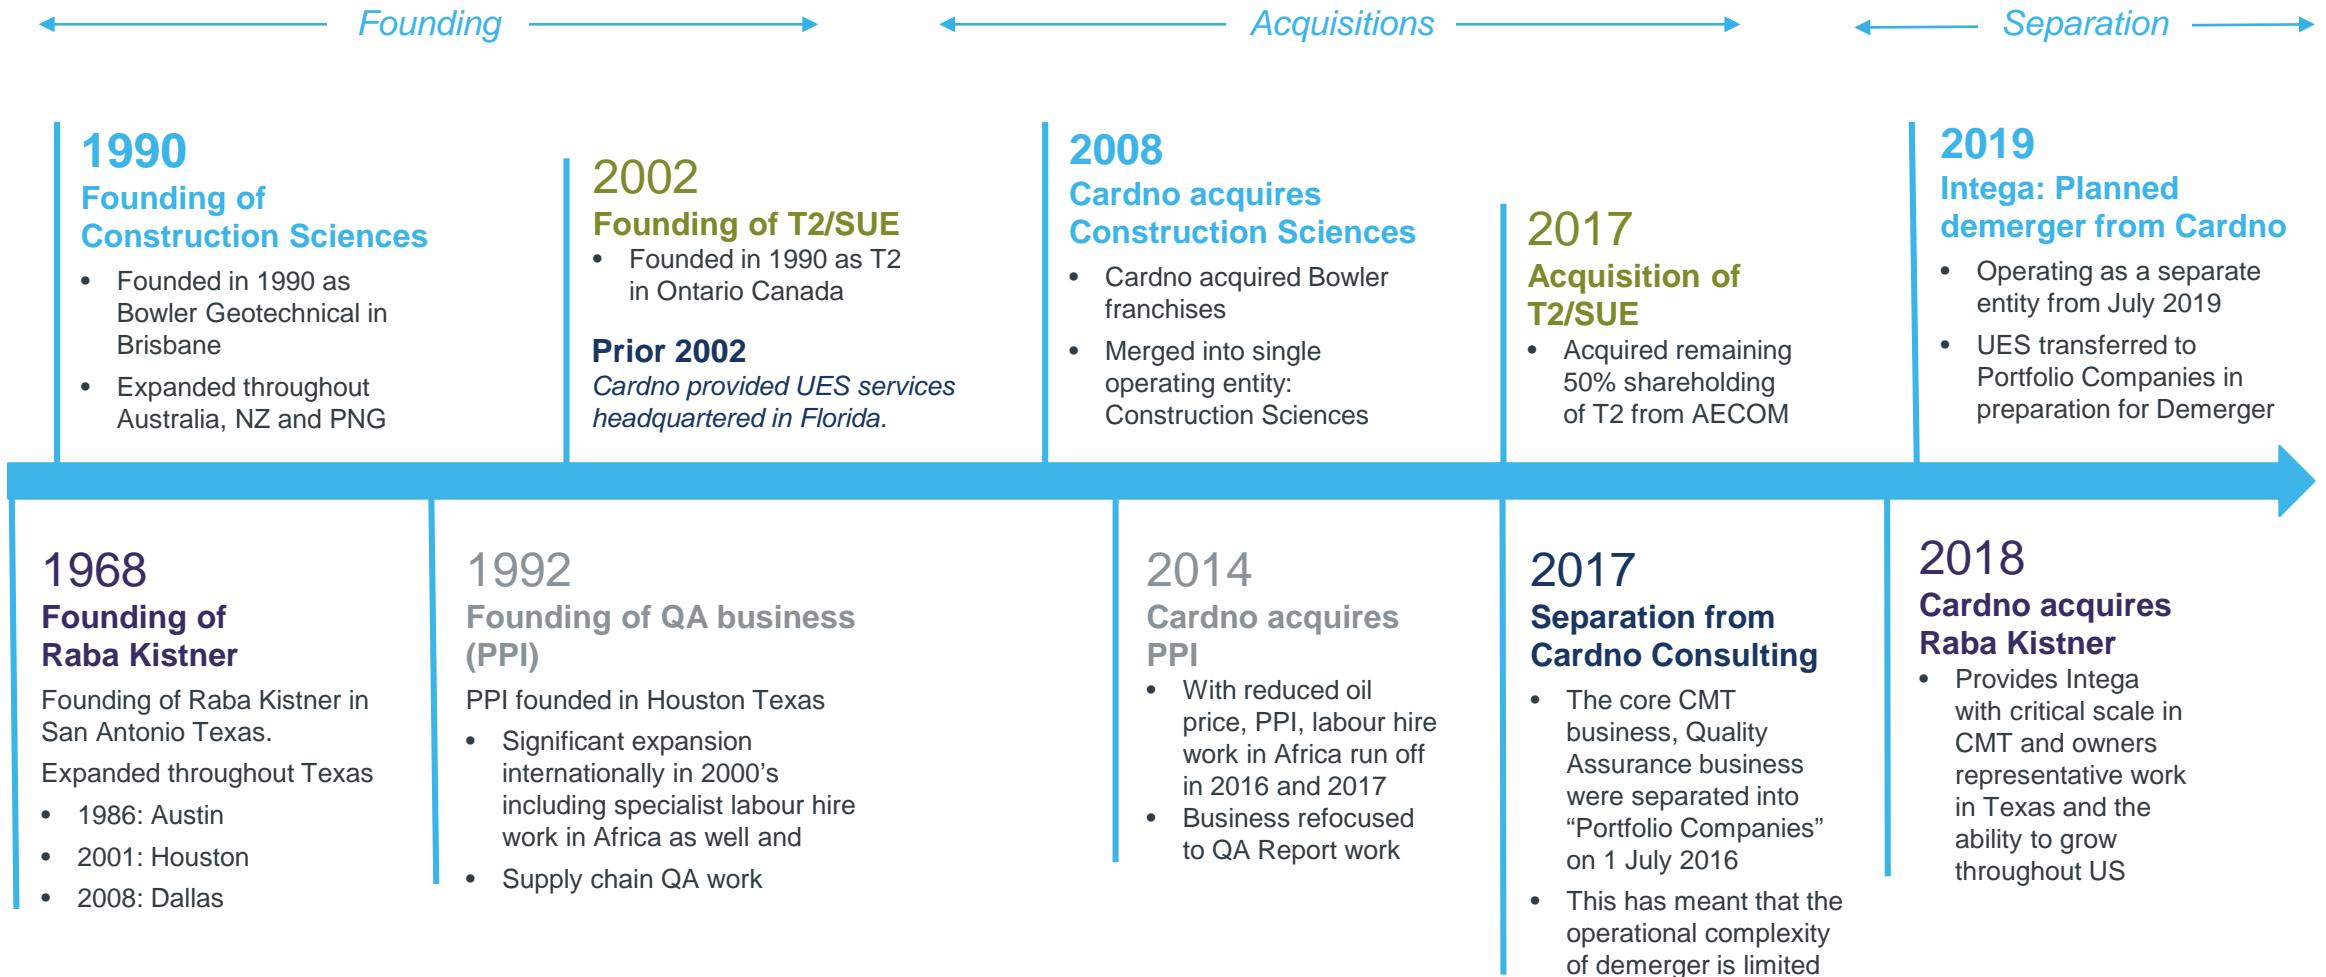 Founding
Acquisitions
Separation
1990
Founding of
Construction Sciences
• Founded in 1990 as
Bowler Geotechnical in
Brisbane
• Expanded throughout
Australia, NZ and PNG
2002
Founding of T2/SUE
• Founded in 1990 as T2
in Ontario Canada
Prior 2002
Cardno provided UES services
headquartered in Florida.
2008
Cardno acquires
Construction Sciences
• Cardno acquired Bowler
franchises
• Merged into single
operating entity:
Construction Sciences
2017
Acquisition of
T2/SUE
• Acquired remaining
50% shareholding
of T2 from AECOM
2019
Intega: Planned
demerger from Cardno
• Operating as a separate
entity from July 2019
• UES transferred to
Portfolio Companies in
preparation for Demerger
1968
Founding of
Raba Kistner
Founding of Raba Kistner in
San Antonio Texas.
Expanded throughout Texas
• 1986: Austin
• 2001: Houston
• 2008: Dallas
1992
Founding of QA business
(PPI)
PPI founded in Houston Texas
• Significant expansion
internationally in 2000’s
including specialist labour hire
work in Africa as well and
• Supply chain QA work
2014
Cardno acquires
PPI
• With reduced oil
price, PPI, labour hire
work in Africa run off
in 2016 and 2017
• Business refocused
to QA Report work
2017
Separation from
Cardno Consulting
• The core CMT
business, Quality
Assurance business
were separated into
“Portfolio Companies”
on 1 July 2016
• This has meant that the
operational complexity
of demerger is limited
2018
Cardno acquires
Raba Kistner
• Provides Intega
with critical scale in
CMT and owners
representative work
in Texas and the
ability to grow
throughout US